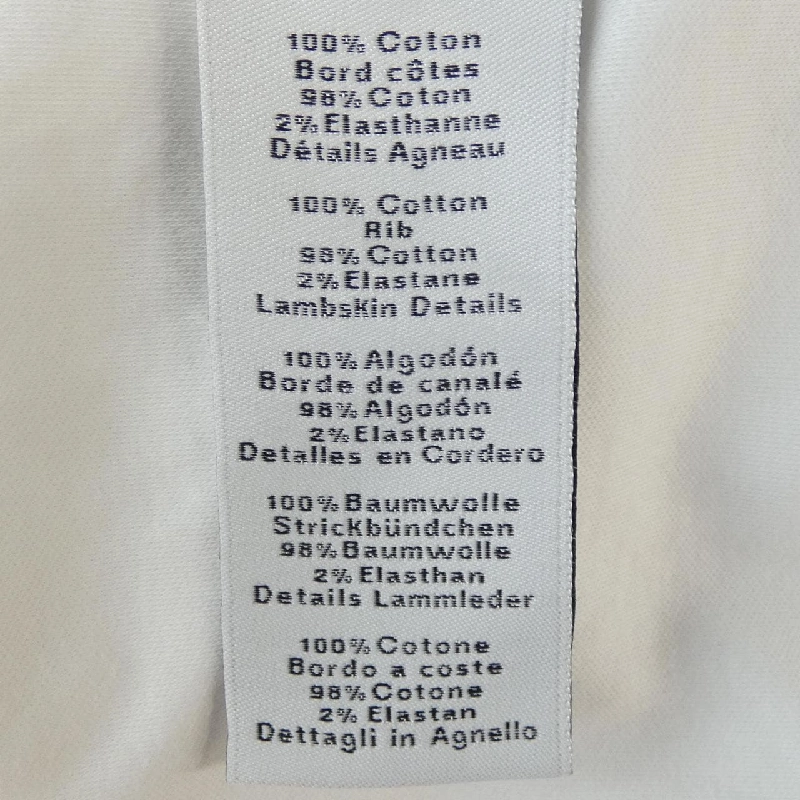 100% Coton
Bord côtes
98% Coton
2% Elasthanne
Détails Agneau
100% Cotton
Rib
98% Cotton
2% Elastane
Lambskin Details
100% Algodón
Borde de canalé
98% Algodón
2% Elastano
Detalles en Cordero
100% Baumwolle
Strickbündchen
98% Baumwolle
2% Elasthan
Details Lammleder
100% Cotone
Bordo a coste
98% Cotone
2% Elastan
Dettagli in Agnello